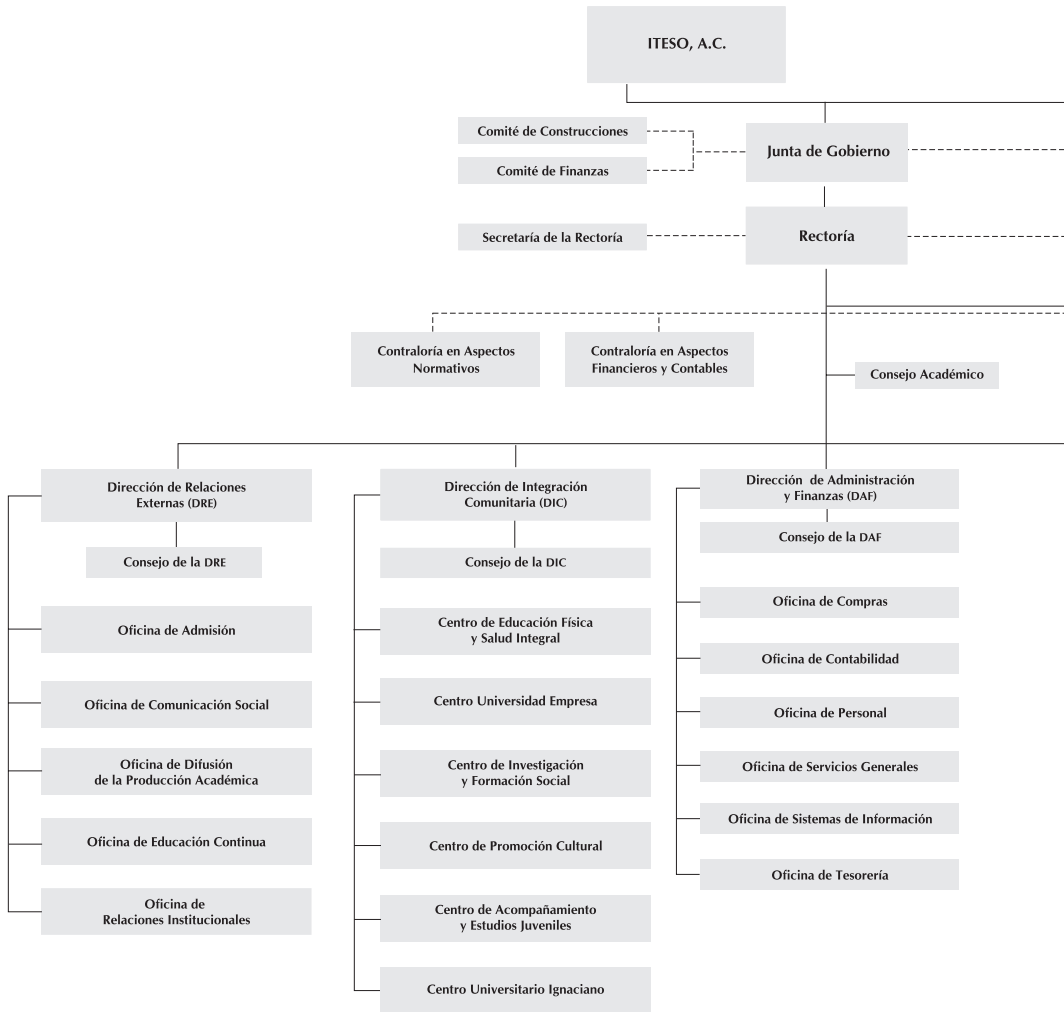 ITESO, A.C.
Comité de Construcciones
Junta de Gobierno
Comité de Finanzas
Secretaría de la Rectoría
Rectoría
Contraloría en Aspectos
Normativos
Contraloría en Aspectos
Financieros y Contables
Consejo Académico
Dirección de Relaciones
Externas (DRE)
Consejo de la DRE
Oficina de Admisión
Oficina de Comunicación Social
Oficina de Difusión
de la Producción Académica
Oficina de Educación Continua
Oficina de
Relaciones Institucionales
Dirección de Integración
Comunitaria (DIC)
Consejo de la DIC
Centro de Educación Física
y Salud Integral
Centro Universidad Empresa
Centro de Investigación
y Formación Social
Centro de Promoción Cultural
Centro de Acompañamiento
y Estudios Juveniles
Centro Universitario Ignaciano
Dirección de Administración
y Finanzas (DAF)
Consejo de la DAF
Oficina de Compras
Oficina de Contabilidad
Oficina de Personal
Oficina de Servicios Generales
Oficina de Sistemas de Información
Oficina de Tesorería